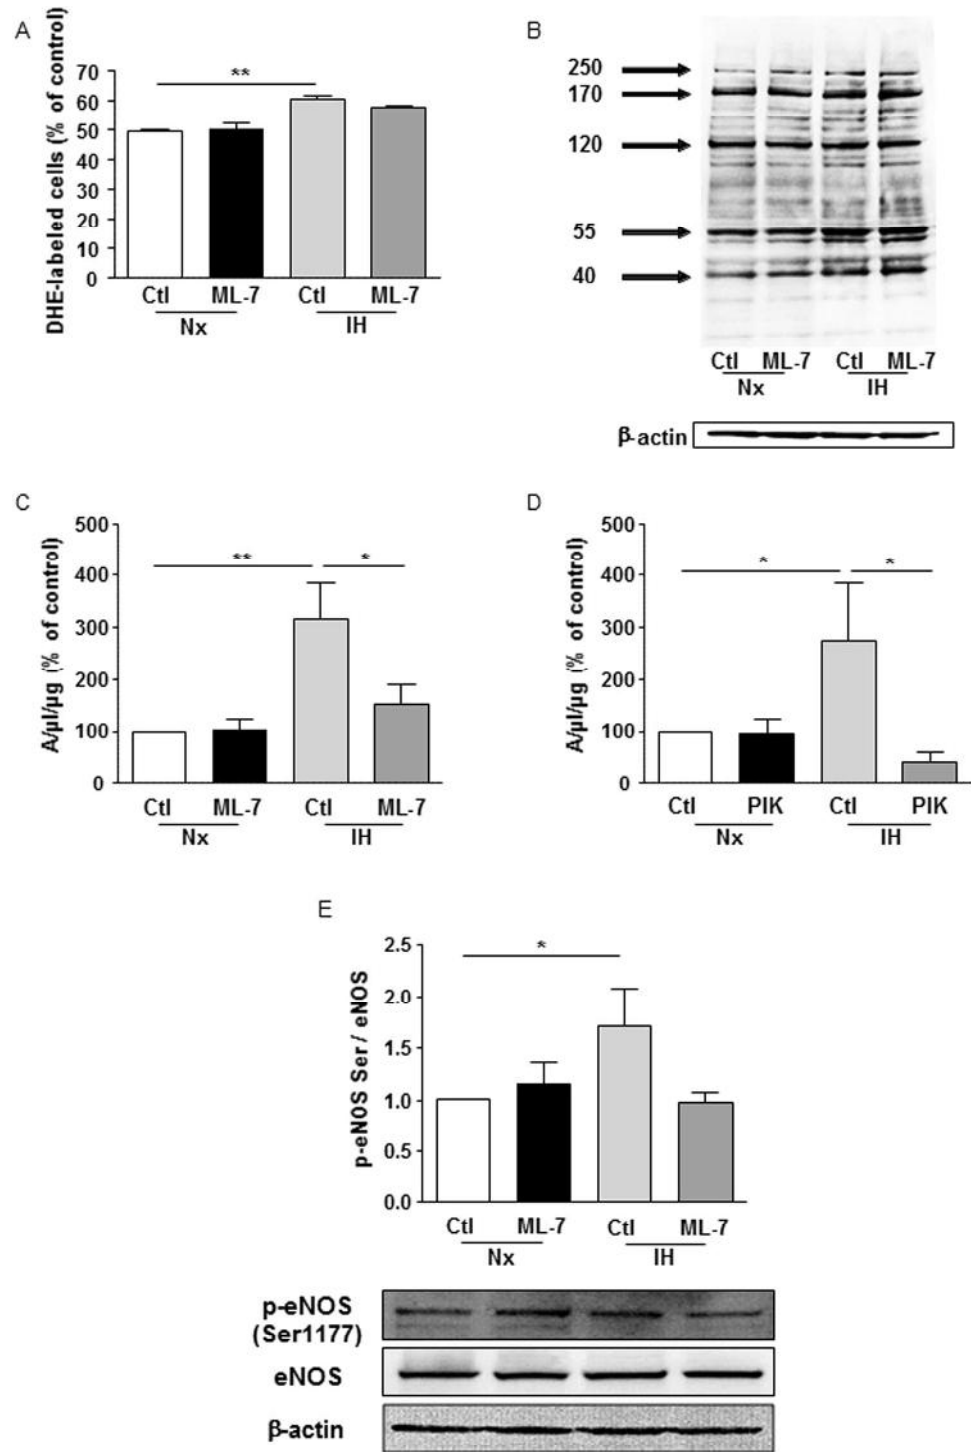 A
DHE-labeled cells (% of control)
70
60
50
40
30
20
10
0
**
Ctl ML-7 Ctl ML-7
Nx IH
B
250
170
120
55
40
Ctl ML-7 Ctl ML-7
Nx IH
β-actin
C
A/µl/µg (% of control)
500
400
300
200
100
0
** *
Ctl ML-7 Ctl ML-7
Nx IH
D
A/µl/µg (% of control)
500
400
300
200
100
0
* *
Ctl PIK Ctl PIK
Nx IH
E
p-eNOS Ser / eNOS
2.5
2.0
1.5
1.0
0.5
0.0
*
Ctl ML-7 Ctl ML-7
Nx IH
p-eNOS
(Ser1177)
eNOS
β-actin